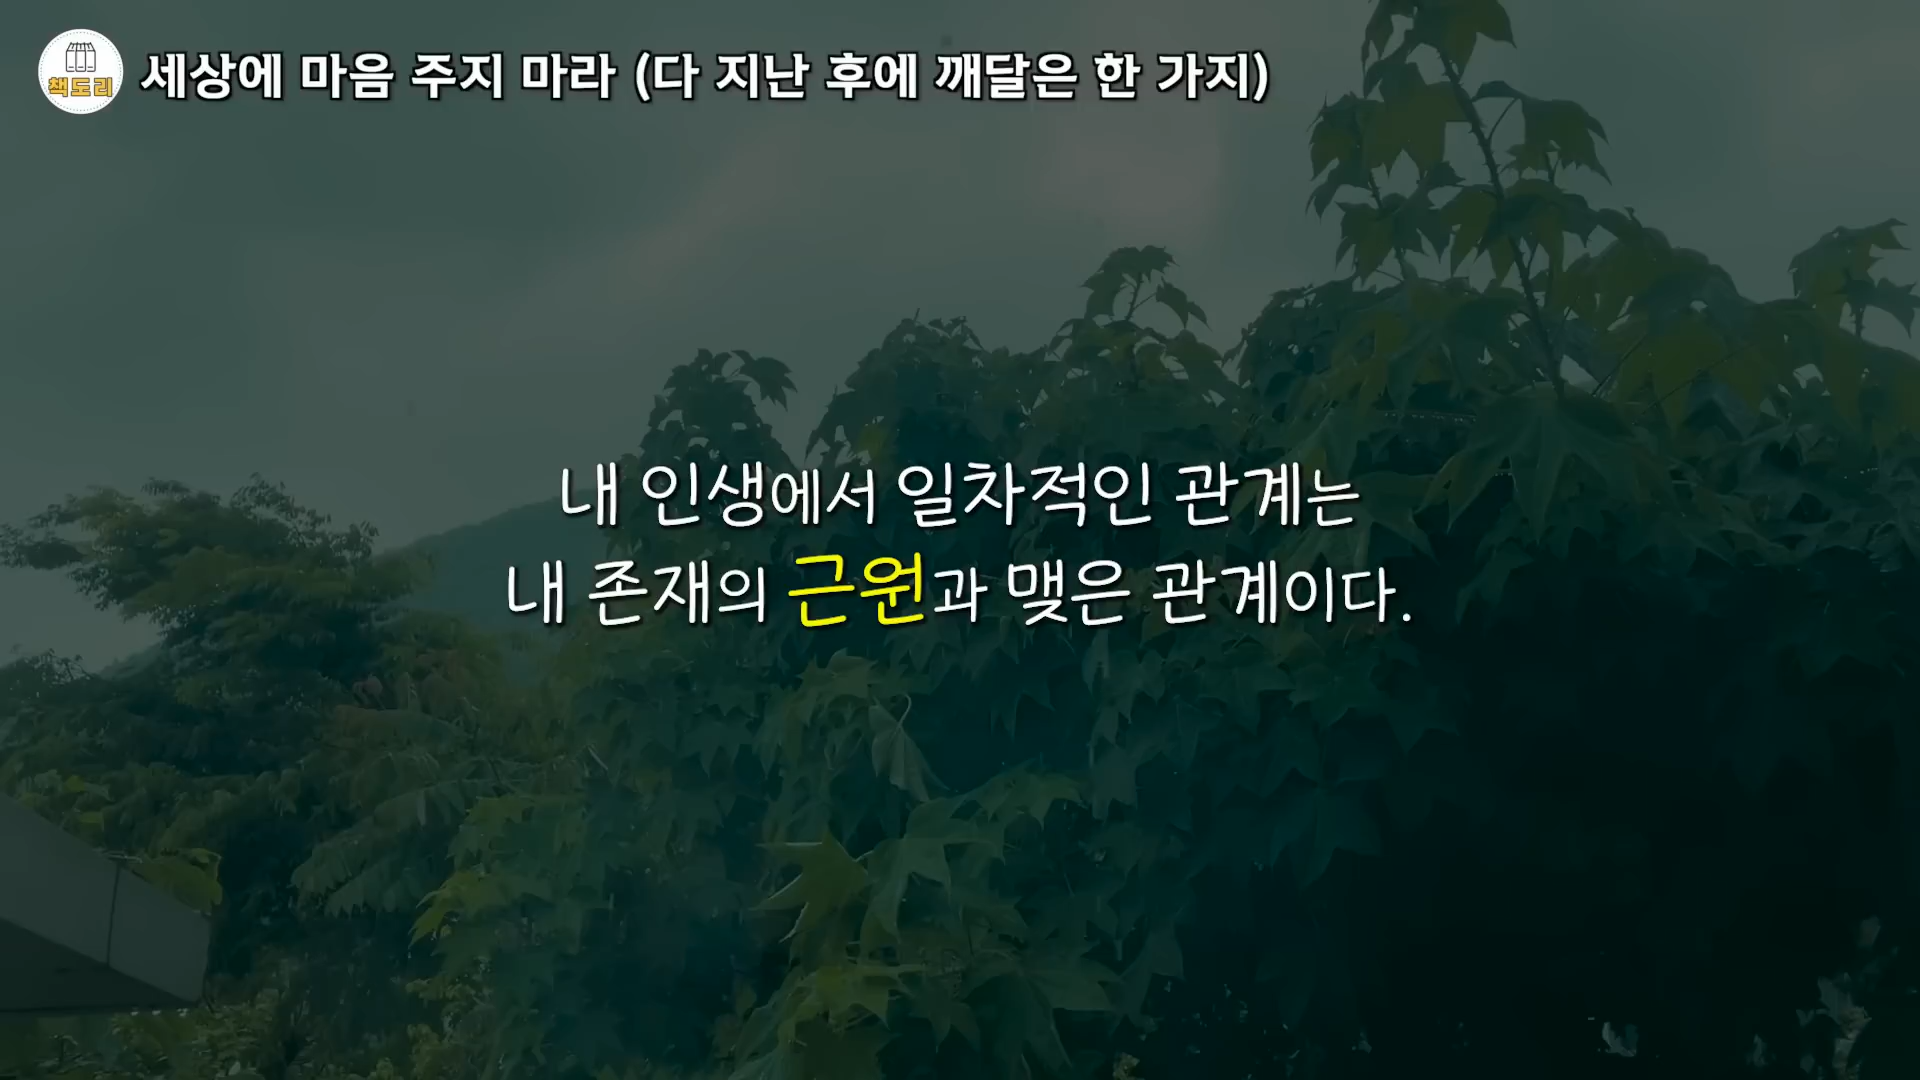 책도리
세상에 마음 주지 마라 (다 지난 후에 깨달은 한 가지)
내 인생에서 일차적인 관계는
내 존재의 근원과 맺은 관계이다.